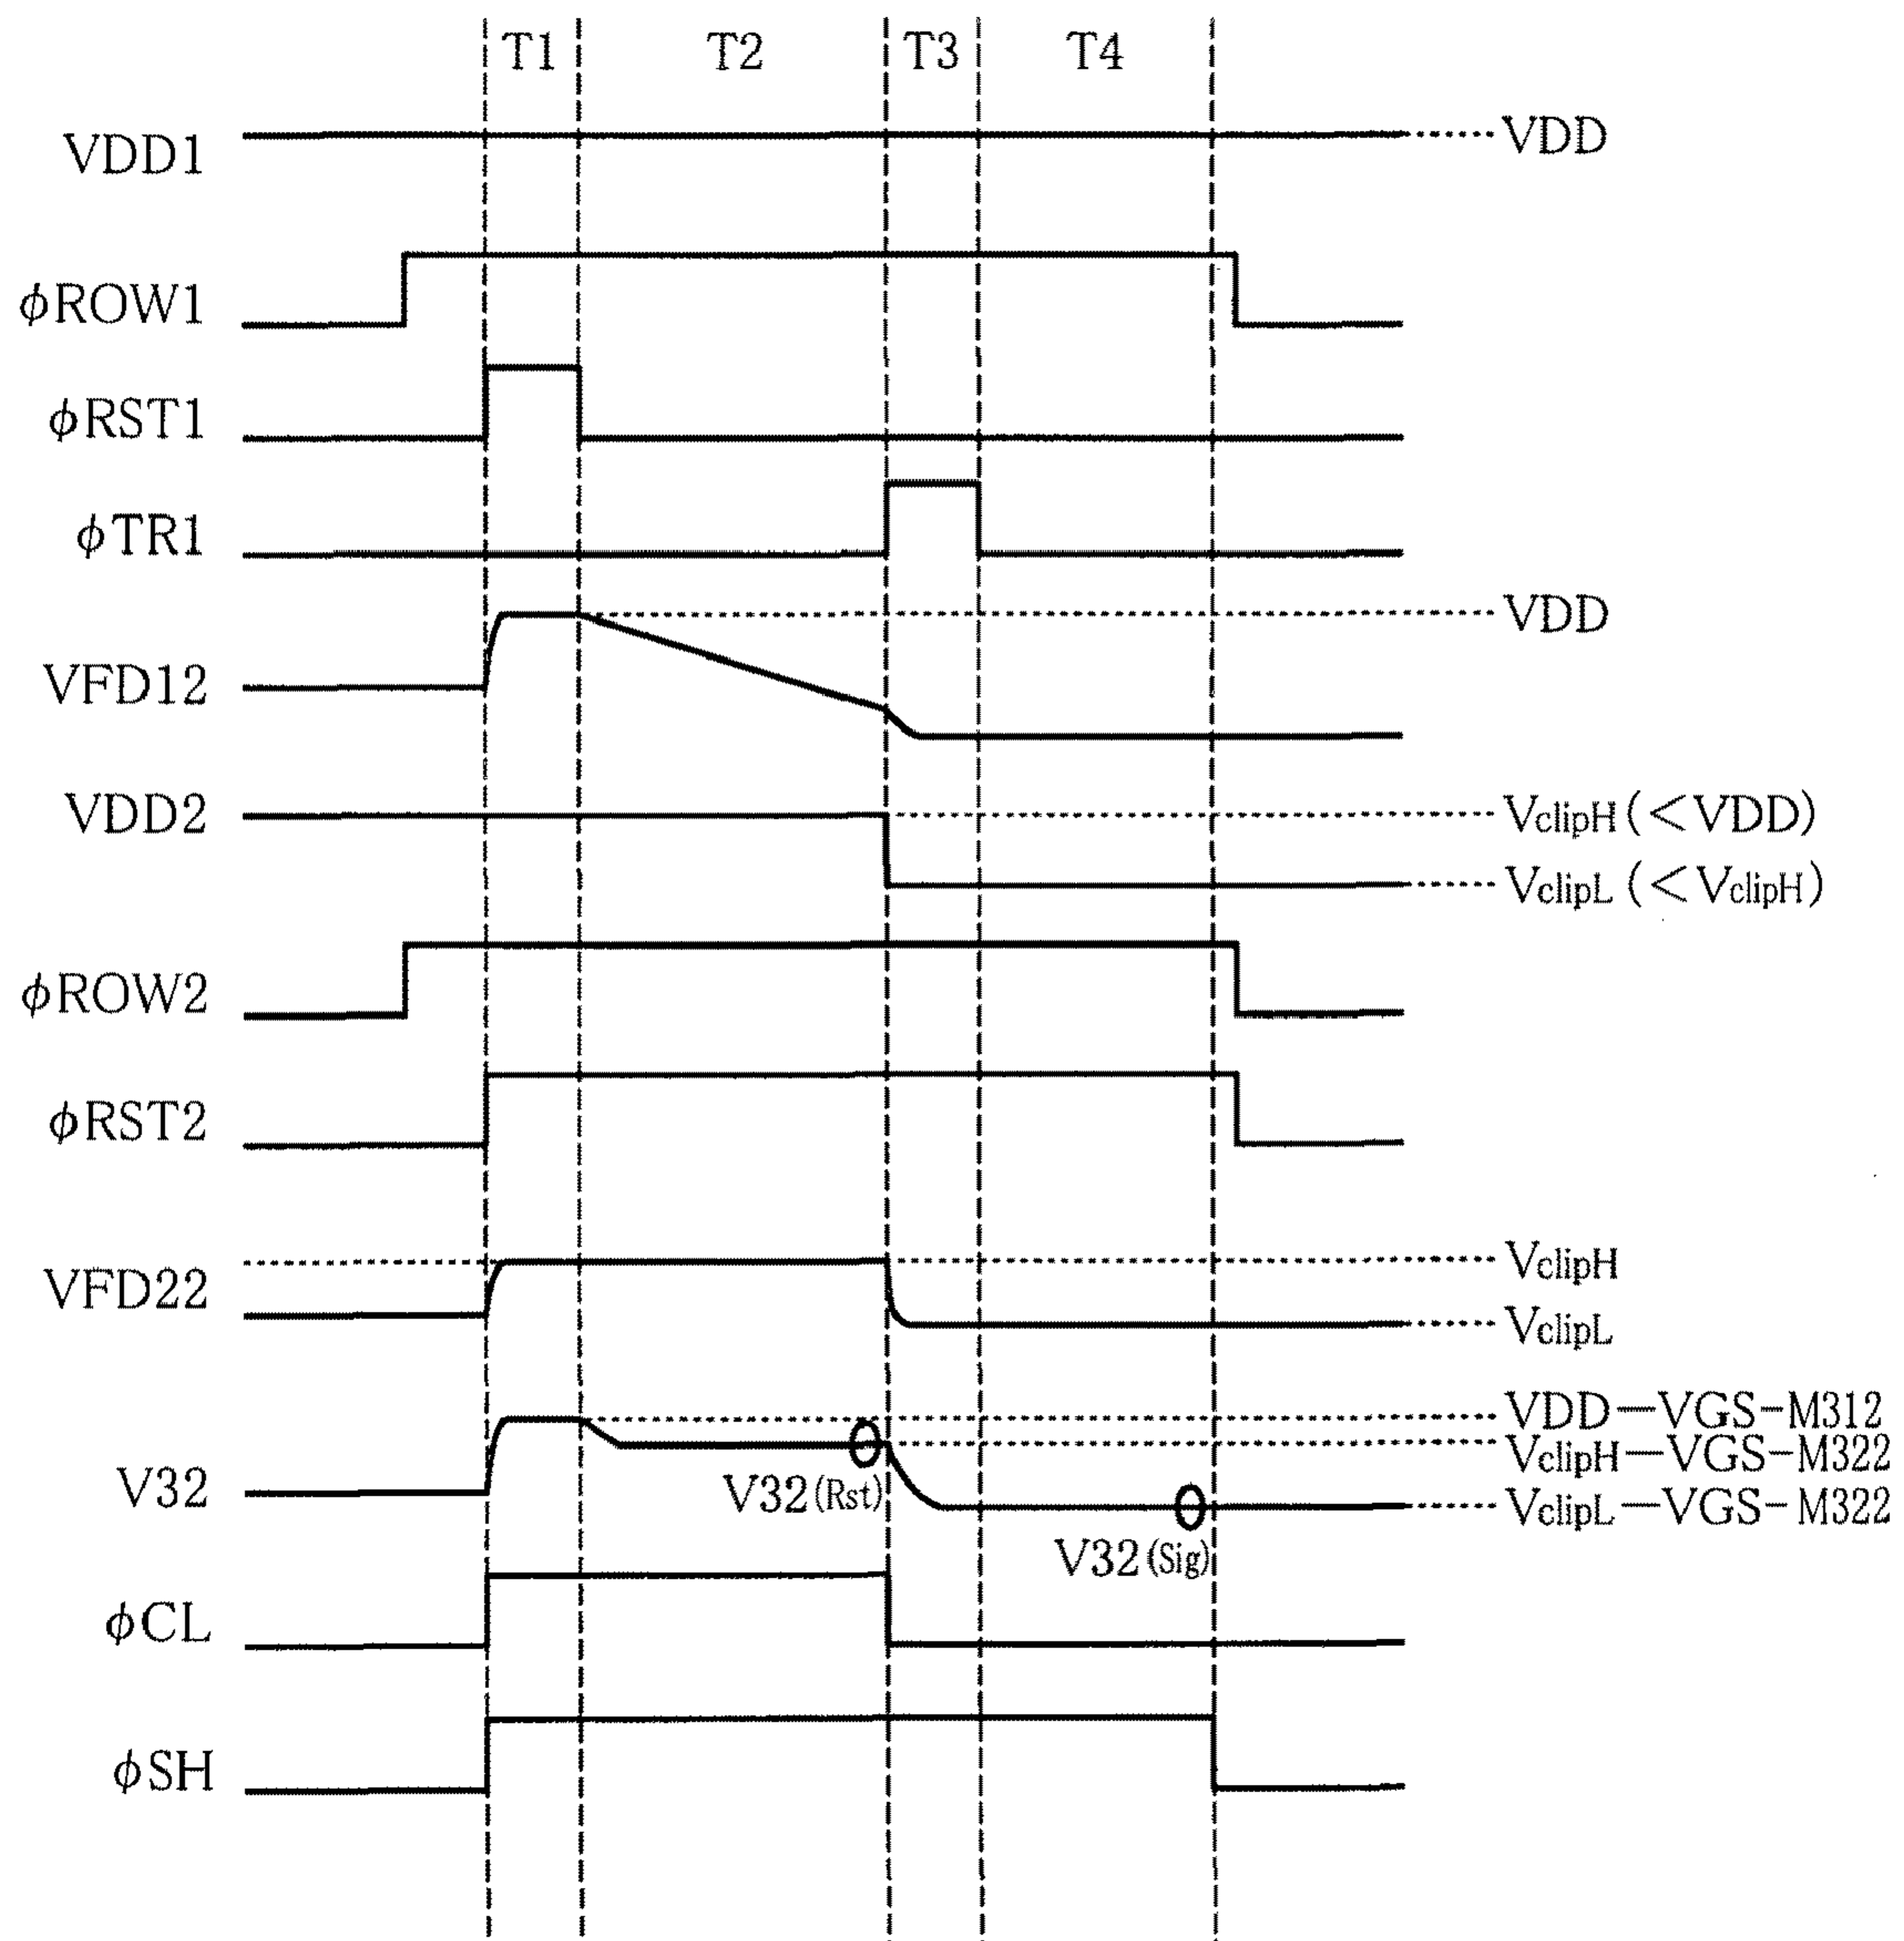 T1 T2 T3 T4
VDD1 VDD
φROW1
φRST1
φTR1
VDD
VFD12
VDD2 VclipH (<VDD)
VclipL (<VclipH)
φROW2
φRST2
VFD22 VclipH
VclipL
VDD-VGS-M312
VclipH-VGS-M322
V32 V32 (Rst) VclipL-VGS-M322
V32 (Sig)
φCL
φSH